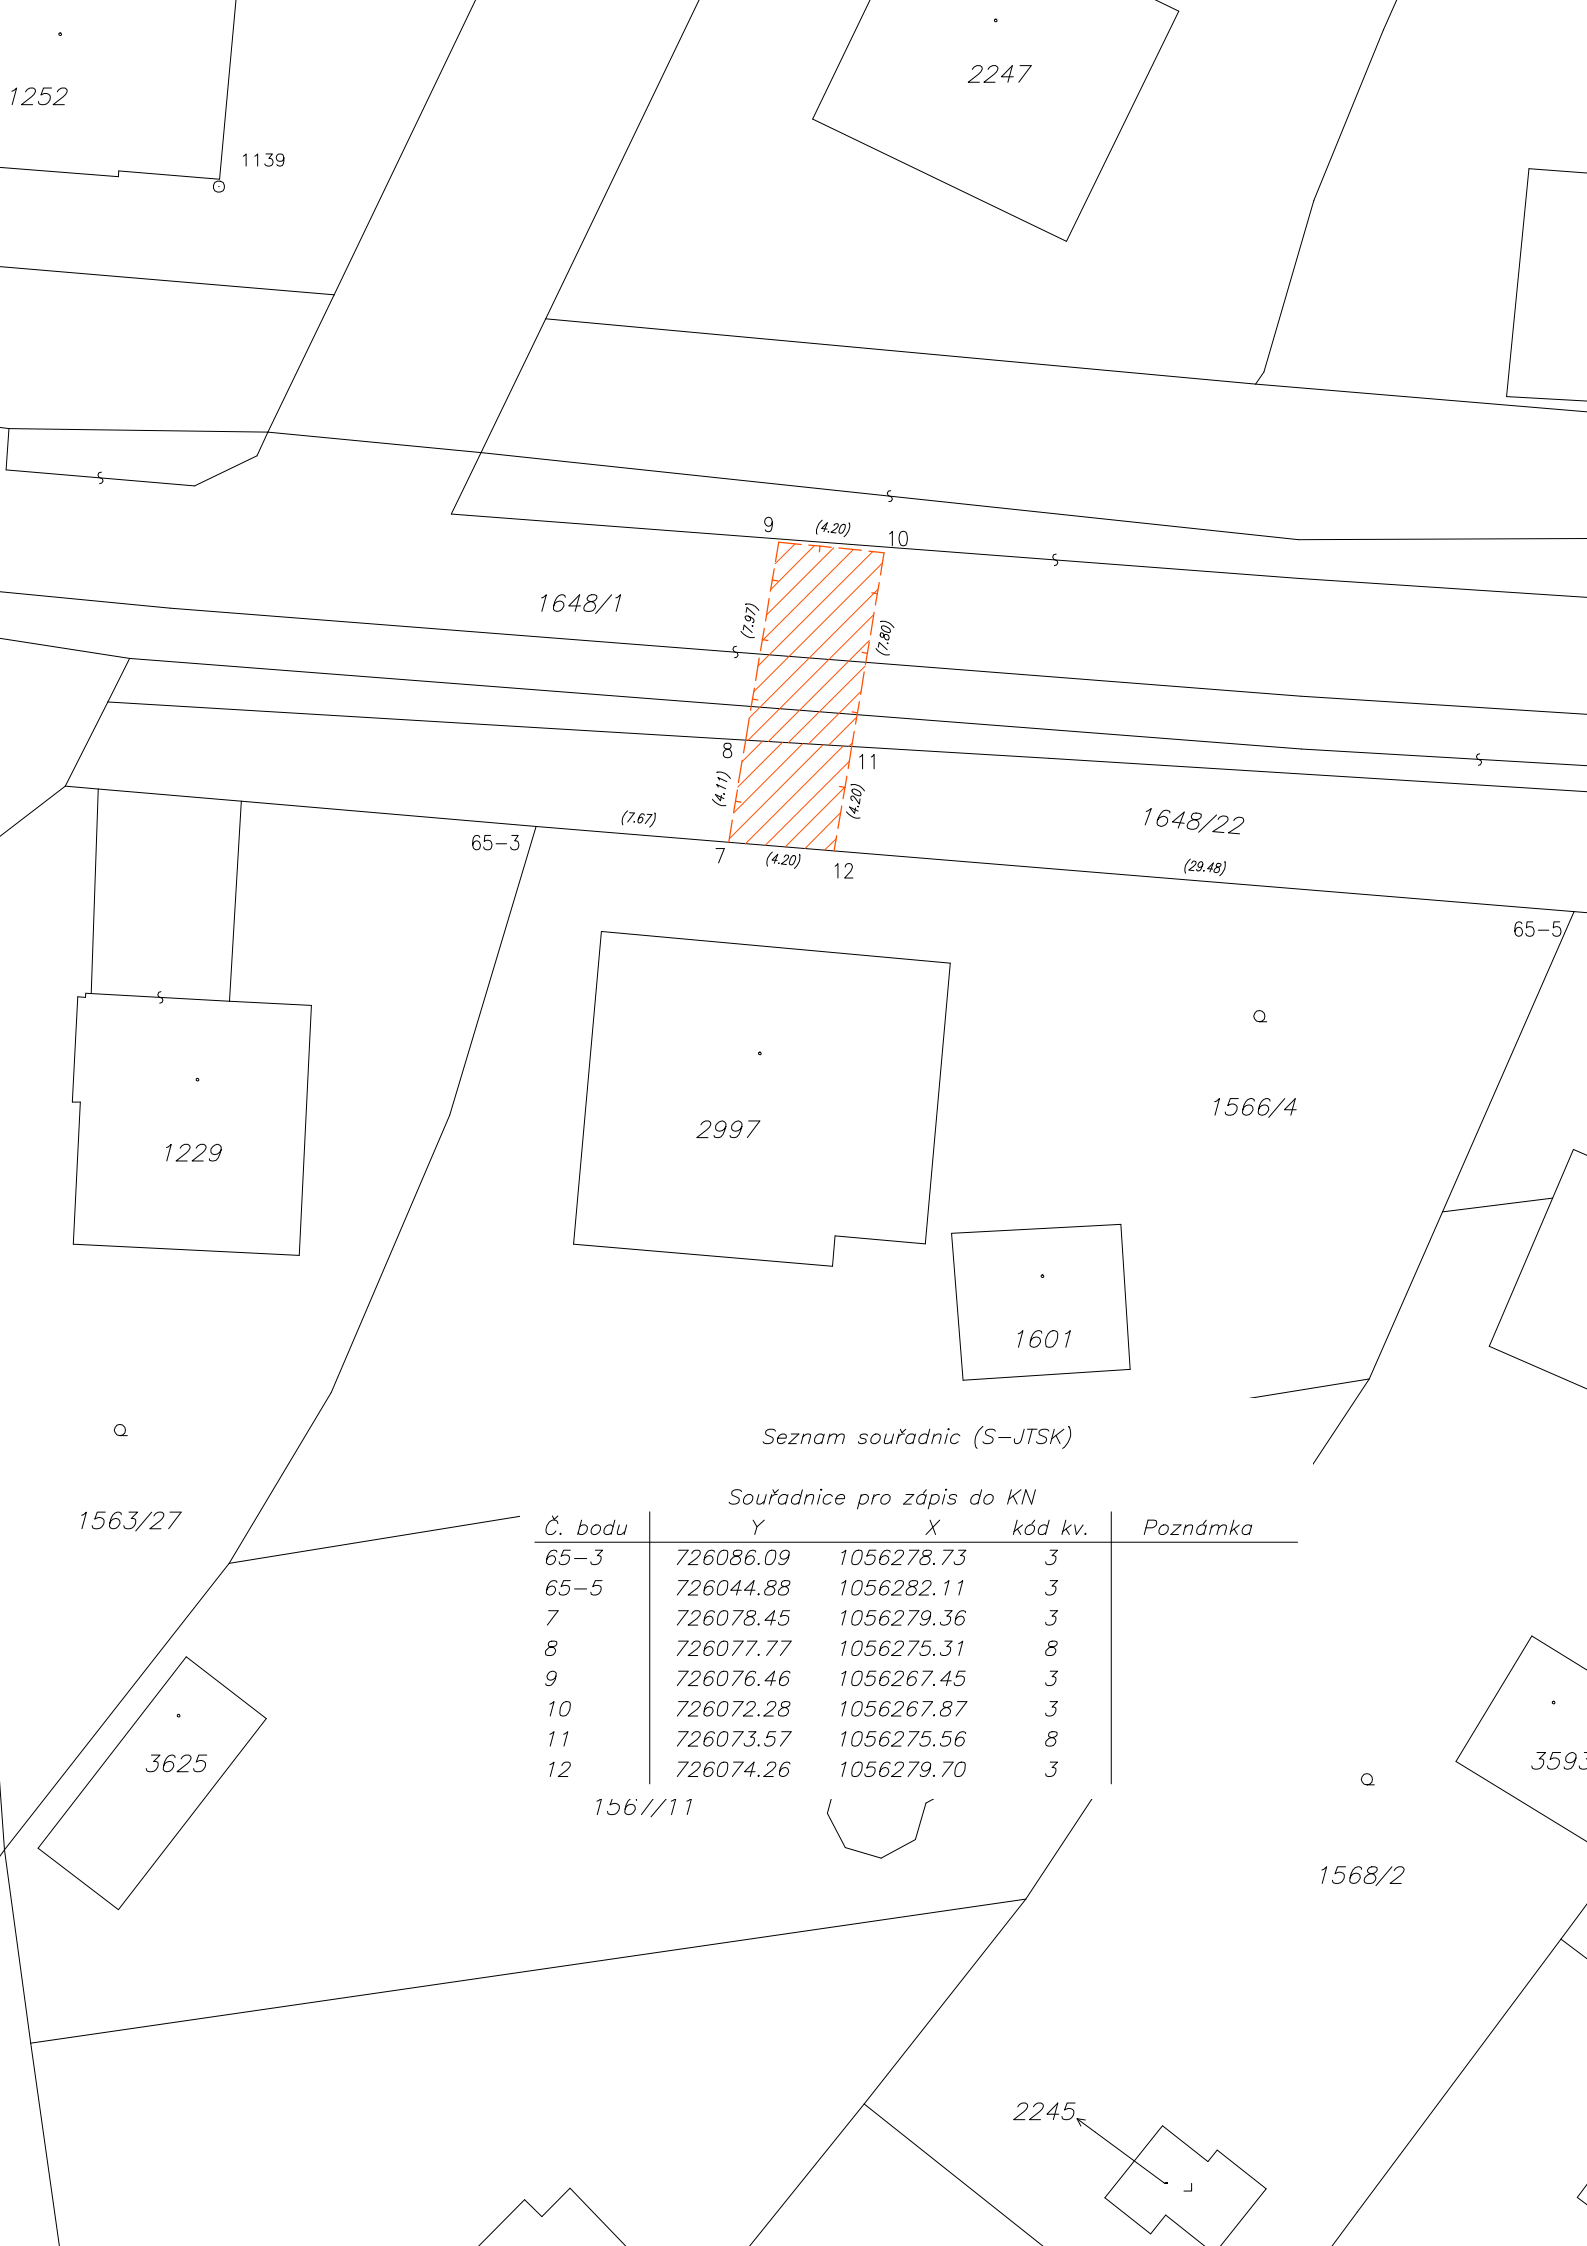 2247
1252
1139
9 (4.20) 10
1648/1
(7.97)
(7.80)
8
11
(4.11)
(4.20)
(7.67)
1648/22
65-3
7 (4.20) 12
(29.48)
65-5
1566/4
2997
1229
1601
Seznam souřadnic (S-JTSK)
Souřadnice pro zápis do KN
Č. bodu Y X kód kv. Poznámka
65-3 726086.09 1056278.73 3
65-5 726044.88 1056282.11 3
7 726078.45 1056279.36 3
8 726077.77 1056275.31 8
9 726076.46 1056267.45 3
10 726072.28 1056267.87 3
11 726073.57 1056275.56 8
12 726074.26 1056279.70 3
1563/27
3625
3593
1568/2
2245